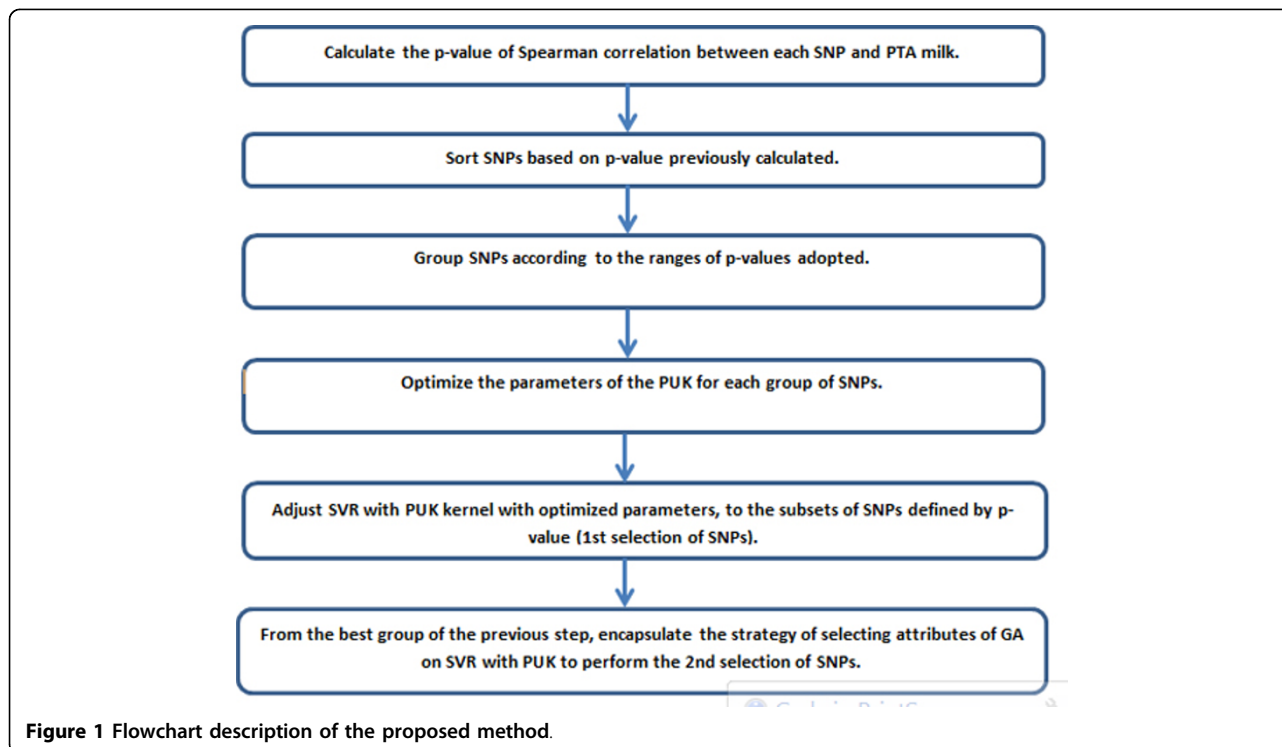 Calculate the p-value of Spearman correlation between each SNP and PTA milk.
Sort SNPs based on p-value previously calculated.
Group SNPs according to the ranges of p-values adopted.
Optimize the parameters of the PUK for each group of SNPs.
Adjust SVR with PUK kernel with optimized parameters, to the subsets of SNPs defined by p-
value (1st selection of SNPs).
From the best group of the previous step, encapsulate the strategy of selecting attributes of GA
on SVR with PUK to perform the 2nd selection of SNPs.
Figure 1 Flowchart description of the proposed method.